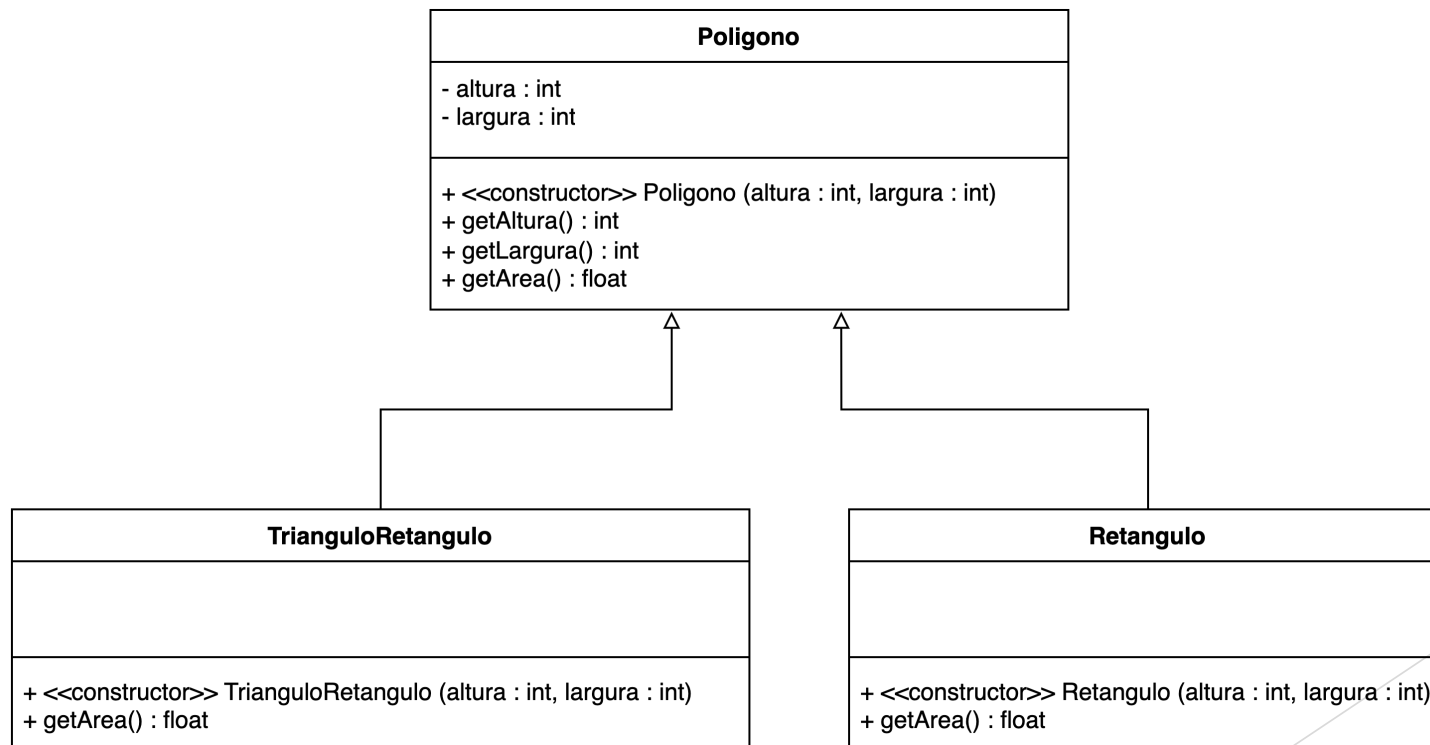 Poligono
- altura : int
- largura : int
+ <<constructor>> Poligono (altura : int, largura : int)
+ getAltura() : int
+ getLargura() : int
+ getArea() : float
TrianguloRetangulo
+ <<constructor>> TrianguloRetangulo (altura : int, largura : int)
+ getArea() : float
Retangulo
+ <<constructor>> Retangulo (altura : int, largura : int)
+ getArea() : float